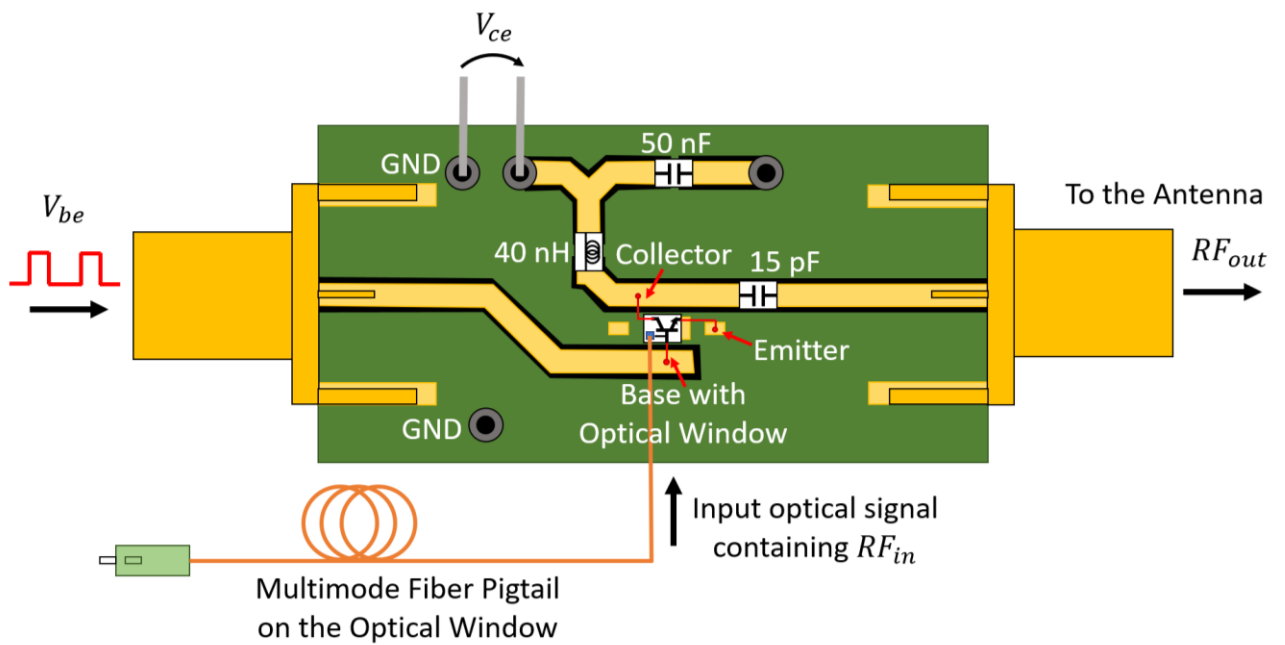 V_ce
50 nF
GND
To the Antenna
V_be
40 nH
Collector
15 pF
RF_out
Emitter
Base with
Optical Window
GND
Input optical signal
containing RF_in
Multimode Fiber Pigtail
on the Optical Window